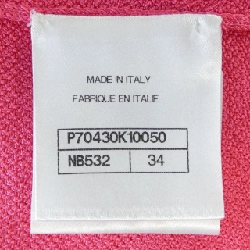 MADE IN ITALY
FABRIQUE EN ITALIE
P70430K10050
NB532 34